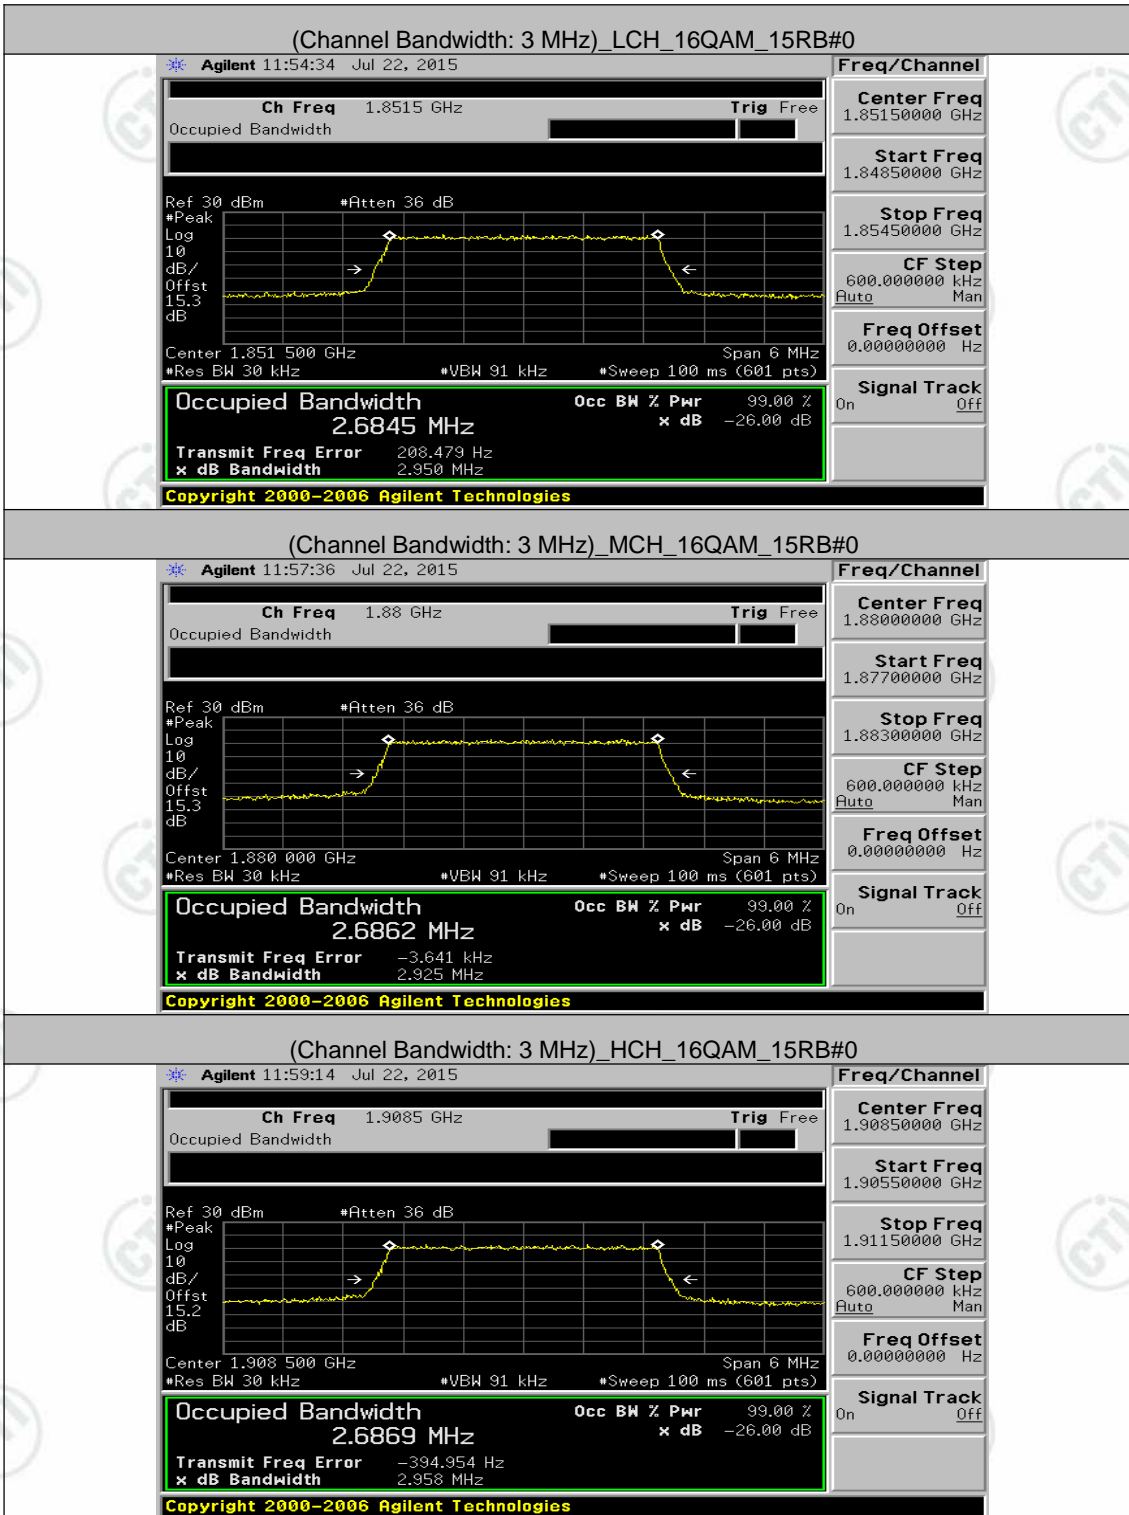 (Channel Bandwidth: 3 MHz)_LCH_16QAM_15RB#0
Agilent 11:54:34 Jul 22, 2015
Freq/Channel
Ch Freq 1.8515 GHz Trig Free
Occupied Bandwidth
Center Freq
1.85150000 GHz
Start Freq
1.84850000 GHz
Stop Freq
1.85450000 GHz
CF Step
600.000000 kHz
Auto Man
Freq Offset
0.00000000 Hz
Signal Track
On Off
Ref 30 dBm #Atten 36 dB
#Peak
Log
10
dB/
Offst
15.3
dB
Center 1.851 500 GHz Span 6 MHz
#Res BW 30 kHz #VBW 91 kHz #Sweep 100 ms (601 pts)
Occupied Bandwidth Occ BW % Pwr 99.00 %
2.6845 MHz x dB -26.00 dB
Transmit Freq Error 208.479 Hz
x dB Bandwidth 2.950 MHz
Copyright 2000-2006 Agilent Technologies
(Channel Bandwidth: 3 MHz)_MCH_16QAM_15RB#0
Agilent 11:57:36 Jul 22, 2015
Freq/Channel
Ch Freq 1.88 GHz Trig Free
Occupied Bandwidth
Center Freq
1.88000000 GHz
Start Freq
1.87700000 GHz
Stop Freq
1.88300000 GHz
CF Step
600.000000 kHz
Auto Man
Freq Offset
0.00000000 Hz
Signal Track
On Off
Ref 30 dBm #Atten 36 dB
#Peak
Log
10
dB/
Offst
15.3
dB
Center 1.880 000 GHz Span 6 MHz
#Res BW 30 kHz #VBW 91 kHz #Sweep 100 ms (601 pts)
Occupied Bandwidth Occ BW % Pwr 99.00 %
2.6862 MHz x dB -26.00 dB
Transmit Freq Error -3.641 kHz
x dB Bandwidth 2.925 MHz
Copyright 2000-2006 Agilent Technologies
(Channel Bandwidth: 3 MHz)_HCH_16QAM_15RB#0
Agilent 11:59:14 Jul 22, 2015
Freq/Channel
Ch Freq 1.9085 GHz Trig Free
Occupied Bandwidth
Center Freq
1.90850000 GHz
Start Freq
1.90550000 GHz
Stop Freq
1.91150000 GHz
CF Step
600.000000 kHz
Auto Man
Freq Offset
0.00000000 Hz
Signal Track
On Off
Ref 30 dBm #Atten 36 dB
#Peak
Log
10
dB/
Offst
15.2
dB
Center 1.908 500 GHz Span 6 MHz
#Res BW 30 kHz #VBW 91 kHz #Sweep 100 ms (601 pts)
Occupied Bandwidth Occ BW % Pwr 99.00 %
2.6869 MHz x dB -26.00 dB
Transmit Freq Error -394.954 Hz
x dB Bandwidth 2.958 MHz
Copyright 2000-2006 Agilent Technologies
CTI
CTI
CTI
CTI
CTI
CTI
CTI
CTI